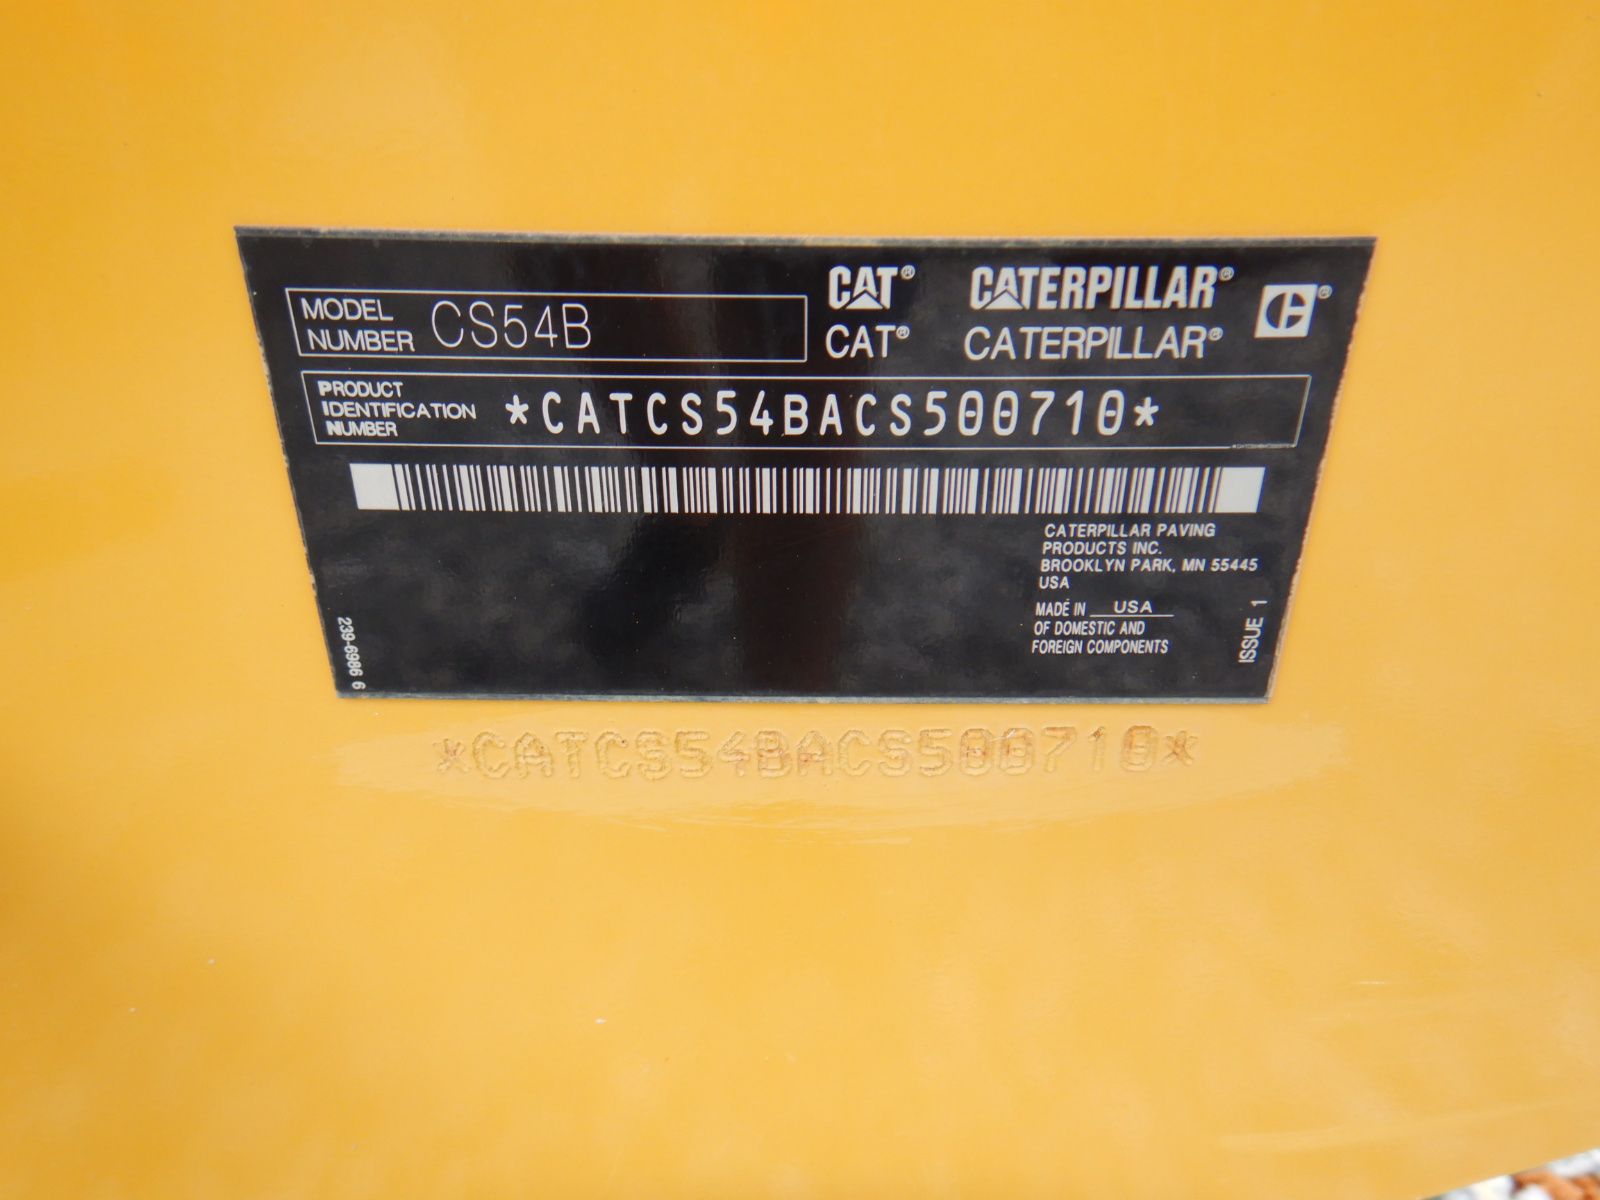 MODEL NUMBER CS54B
CAT® CATERPILLAR®
CAT® CATERPILLAR®
PRODUCT
IDENTIFICATION
NUMBER
*CATCS54BACS500710*
CATERPILLAR PAVING
PRODUCTS INC.
BROOKLYN PARK, MN 55445
USA
MADE IN USA
OF DOMESTIC AND
FOREIGN COMPONENTS
ISSUE 1
239-6986 6
*CATCS54BACS500710*